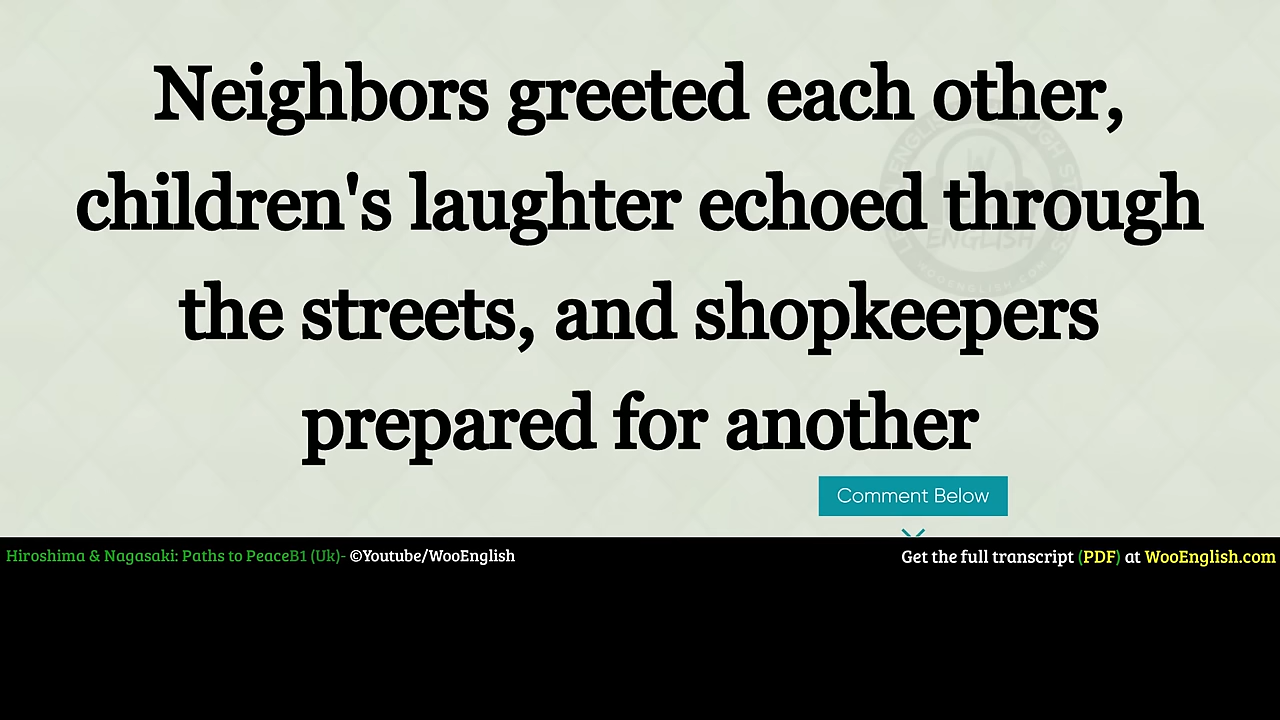 Neighbors greeted each other,
children's laughter echoed through
the streets, and shopkeepers
prepared for another
Comment Below
Hiroshima & Nagasaki: Paths to PeaceB1 (Uk)- ©Youtube/WooEnglish
Get the full transcript (PDF) at WooEnglish.com